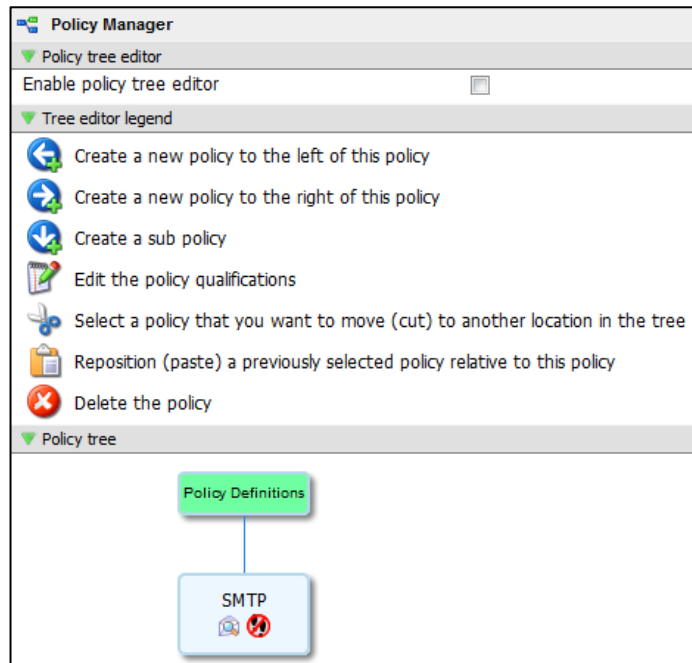 Policy Manager
Policy tree editor
Enable policy tree editor
Tree editor legend
Create a new policy to the left of this policy
Create a new policy to the right of this policy
Create a sub policy
Edit the policy qualifications
Select a policy that you want to move (cut) to another location in the tree
Reposition (paste) a previously selected policy relative to this policy
Delete the policy
Policy tree
Policy Definitions
SMTP